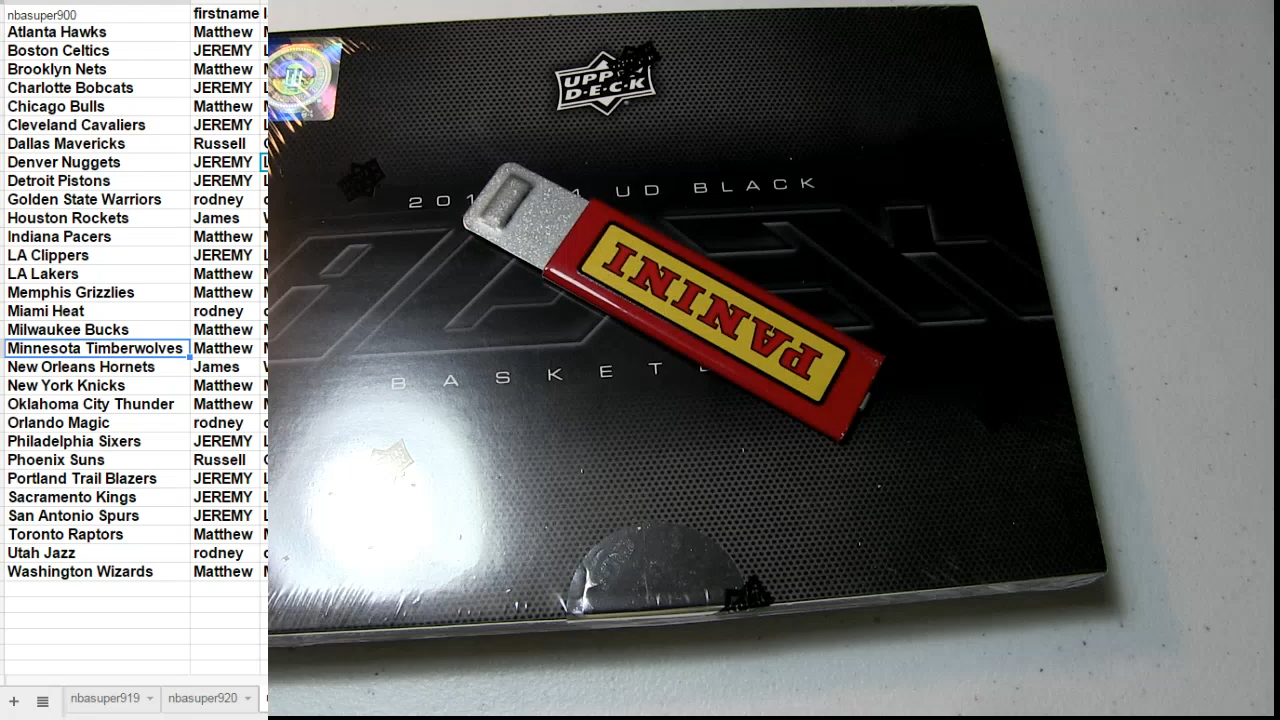 nbasuper900 firstname
Atlanta Hawks Matthew
Boston Celtics JEREMY
Brooklyn Nets Matthew
Charlotte Bobcats JEREMY
Chicago Bulls Matthew
Cleveland Cavaliers JEREMY
Dallas Mavericks Russell
Denver Nuggets JEREMY
Detroit Pistons JEREMY
Golden State Warriors rodney
Houston Rockets James
Indiana Pacers Matthew
LA Clippers JEREMY
LA Lakers Matthew
Memphis Grizzlies Matthew
Miami Heat rodney
Milwaukee Bucks Matthew
Minnesota Timberwolves Matthew
New Orleans Hornets James
New York Knicks Matthew
Oklahoma City Thunder Matthew
Orlando Magic rodney
Philadelphia Sixers JEREMY
Phoenix Suns Russell
Portland Trail Blazers JEREMY
Sacramento Kings JEREMY
San Antonio Spurs JEREMY
Toronto Raptors Matthew
Utah Jazz rodney
Washington Wizards Matthew
nbasuper919 nbasuper920
UPPER
D·E·C·K
UD BLACK
PANINI